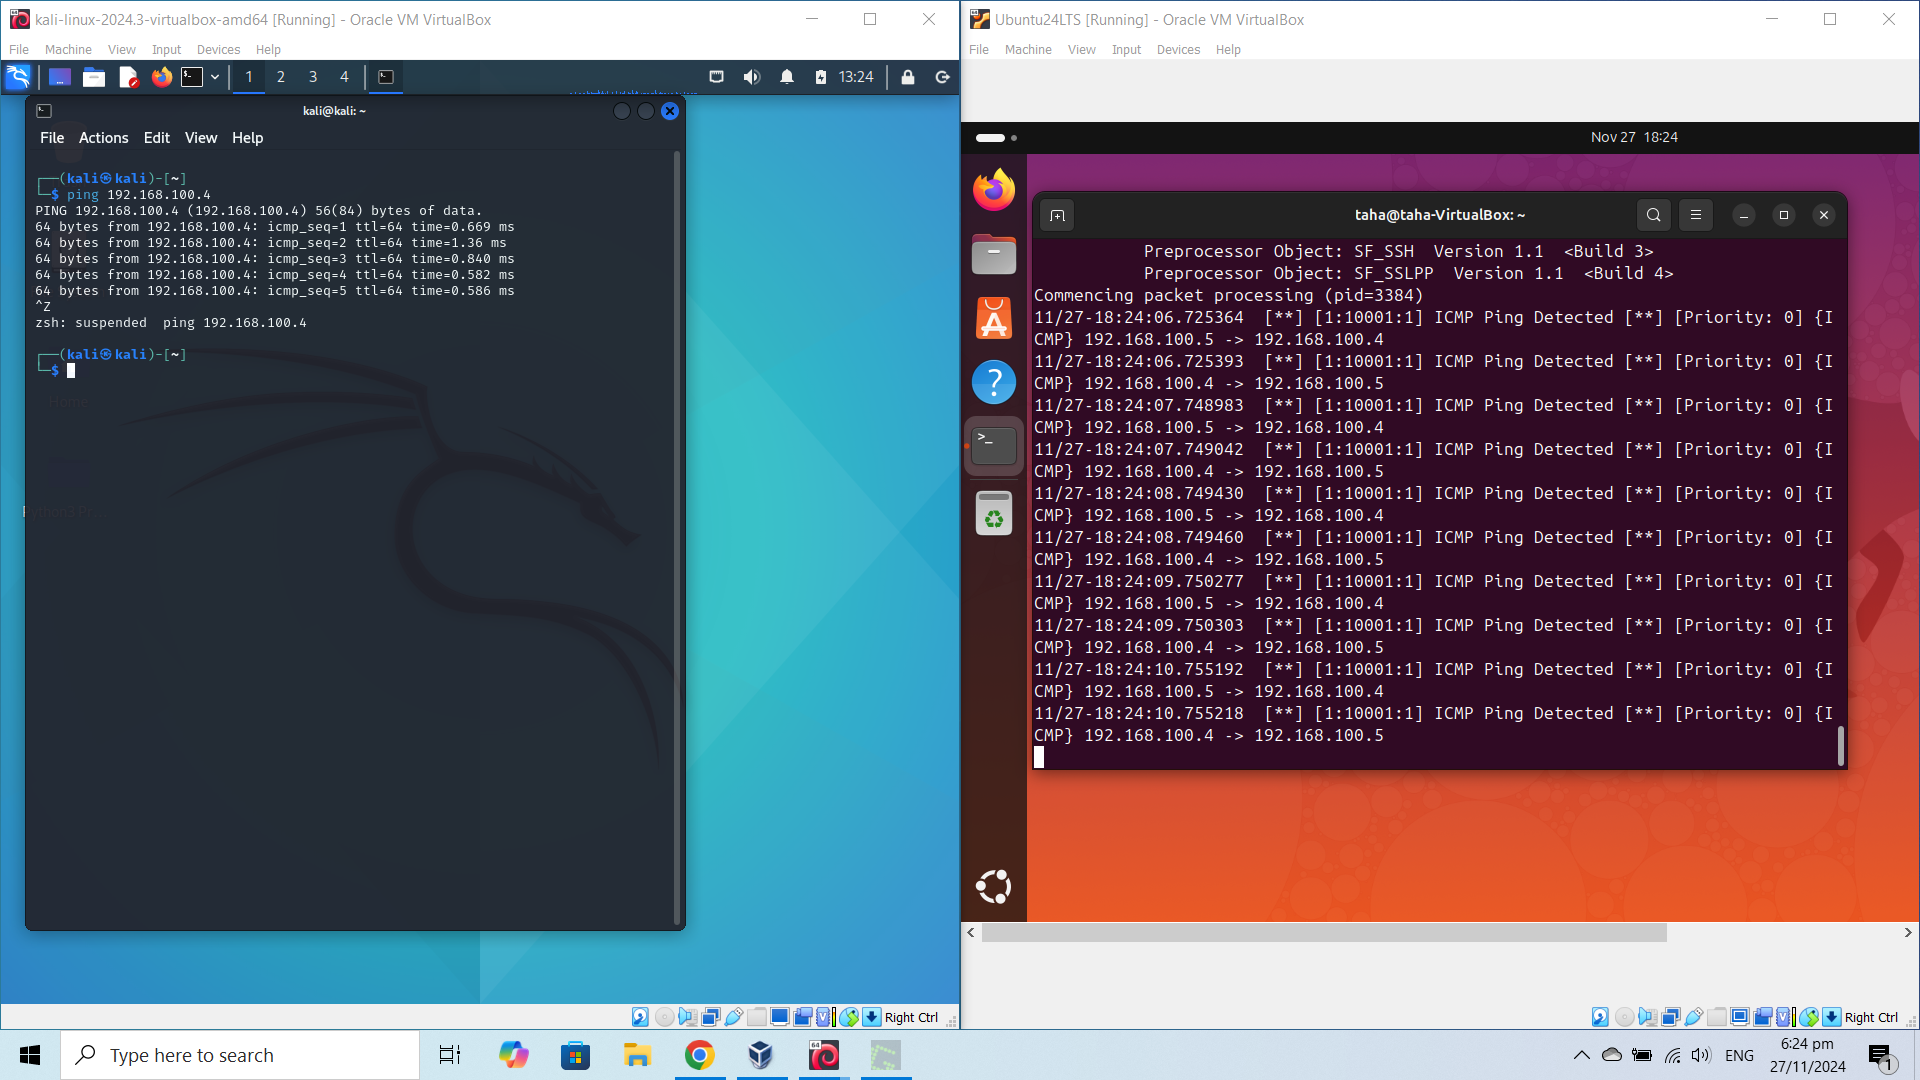 kali-linux-2024.3-virtualbox-amd64 [Running] - Oracle VM VirtualBox
File Machine View Input Devices Help
1 2 3 4 13:24
kali@kali: ~
File Actions Edit View Help
┌──(kali㉿kali)-[~]
└─$ ping 192.168.100.4
PING 192.168.100.4 (192.168.100.4) 56(84) bytes of data.
64 bytes from 192.168.100.4: icmp_seq=1 ttl=64 time=0.669 ms
64 bytes from 192.168.100.4: icmp_seq=2 ttl=64 time=1.36 ms
64 bytes from 192.168.100.4: icmp_seq=3 ttl=64 time=0.840 ms
64 bytes from 192.168.100.4: icmp_seq=4 ttl=64 time=0.582 ms
64 bytes from 192.168.100.4: icmp_seq=5 ttl=64 time=0.586 ms
^Z
zsh: suspended  ping 192.168.100.4
┌──(kali㉿kali)-[~]
└─$
Home
Right Ctrl
Ubuntu24LTS [Running] - Oracle VM VirtualBox
File Machine View Input Devices Help
Nov 27 18:24
taha@taha-VirtualBox: ~
Preprocessor Object: SF_SSH  Version 1.1  <Build 3>
Preprocessor Object: SF_SSLPP  Version 1.1  <Build 4>
Commencing packet processing (pid=3384)
11/27-18:24:06.725364  [**] [1:10001:1] ICMP Ping Detected [**] [Priority: 0] {I
CMP} 192.168.100.5 -> 192.168.100.4
11/27-18:24:06.725393  [**] [1:10001:1] ICMP Ping Detected [**] [Priority: 0] {I
CMP} 192.168.100.4 -> 192.168.100.5
11/27-18:24:07.748983  [**] [1:10001:1] ICMP Ping Detected [**] [Priority: 0] {I
CMP} 192.168.100.5 -> 192.168.100.4
11/27-18:24:07.749042  [**] [1:10001:1] ICMP Ping Detected [**] [Priority: 0] {I
CMP} 192.168.100.4 -> 192.168.100.5
11/27-18:24:08.749430  [**] [1:10001:1] ICMP Ping Detected [**] [Priority: 0] {I
CMP} 192.168.100.5 -> 192.168.100.4
11/27-18:24:08.749460  [**] [1:10001:1] ICMP Ping Detected [**] [Priority: 0] {I
CMP} 192.168.100.4 -> 192.168.100.5
11/27-18:24:09.750277  [**] [1:10001:1] ICMP Ping Detected [**] [Priority: 0] {I
CMP} 192.168.100.5 -> 192.168.100.4
11/27-18:24:09.750303  [**] [1:10001:1] ICMP Ping Detected [**] [Priority: 0] {I
CMP} 192.168.100.4 -> 192.168.100.5
11/27-18:24:10.755192  [**] [1:10001:1] ICMP Ping Detected [**] [Priority: 0] {I
CMP} 192.168.100.5 -> 192.168.100.4
11/27-18:24:10.755218  [**] [1:10001:1] ICMP Ping Detected [**] [Priority: 0] {I
CMP} 192.168.100.4 -> 192.168.100.5
Right Ctrl
Type here to search
64
ENG
6:24 pm
27/11/2024
1